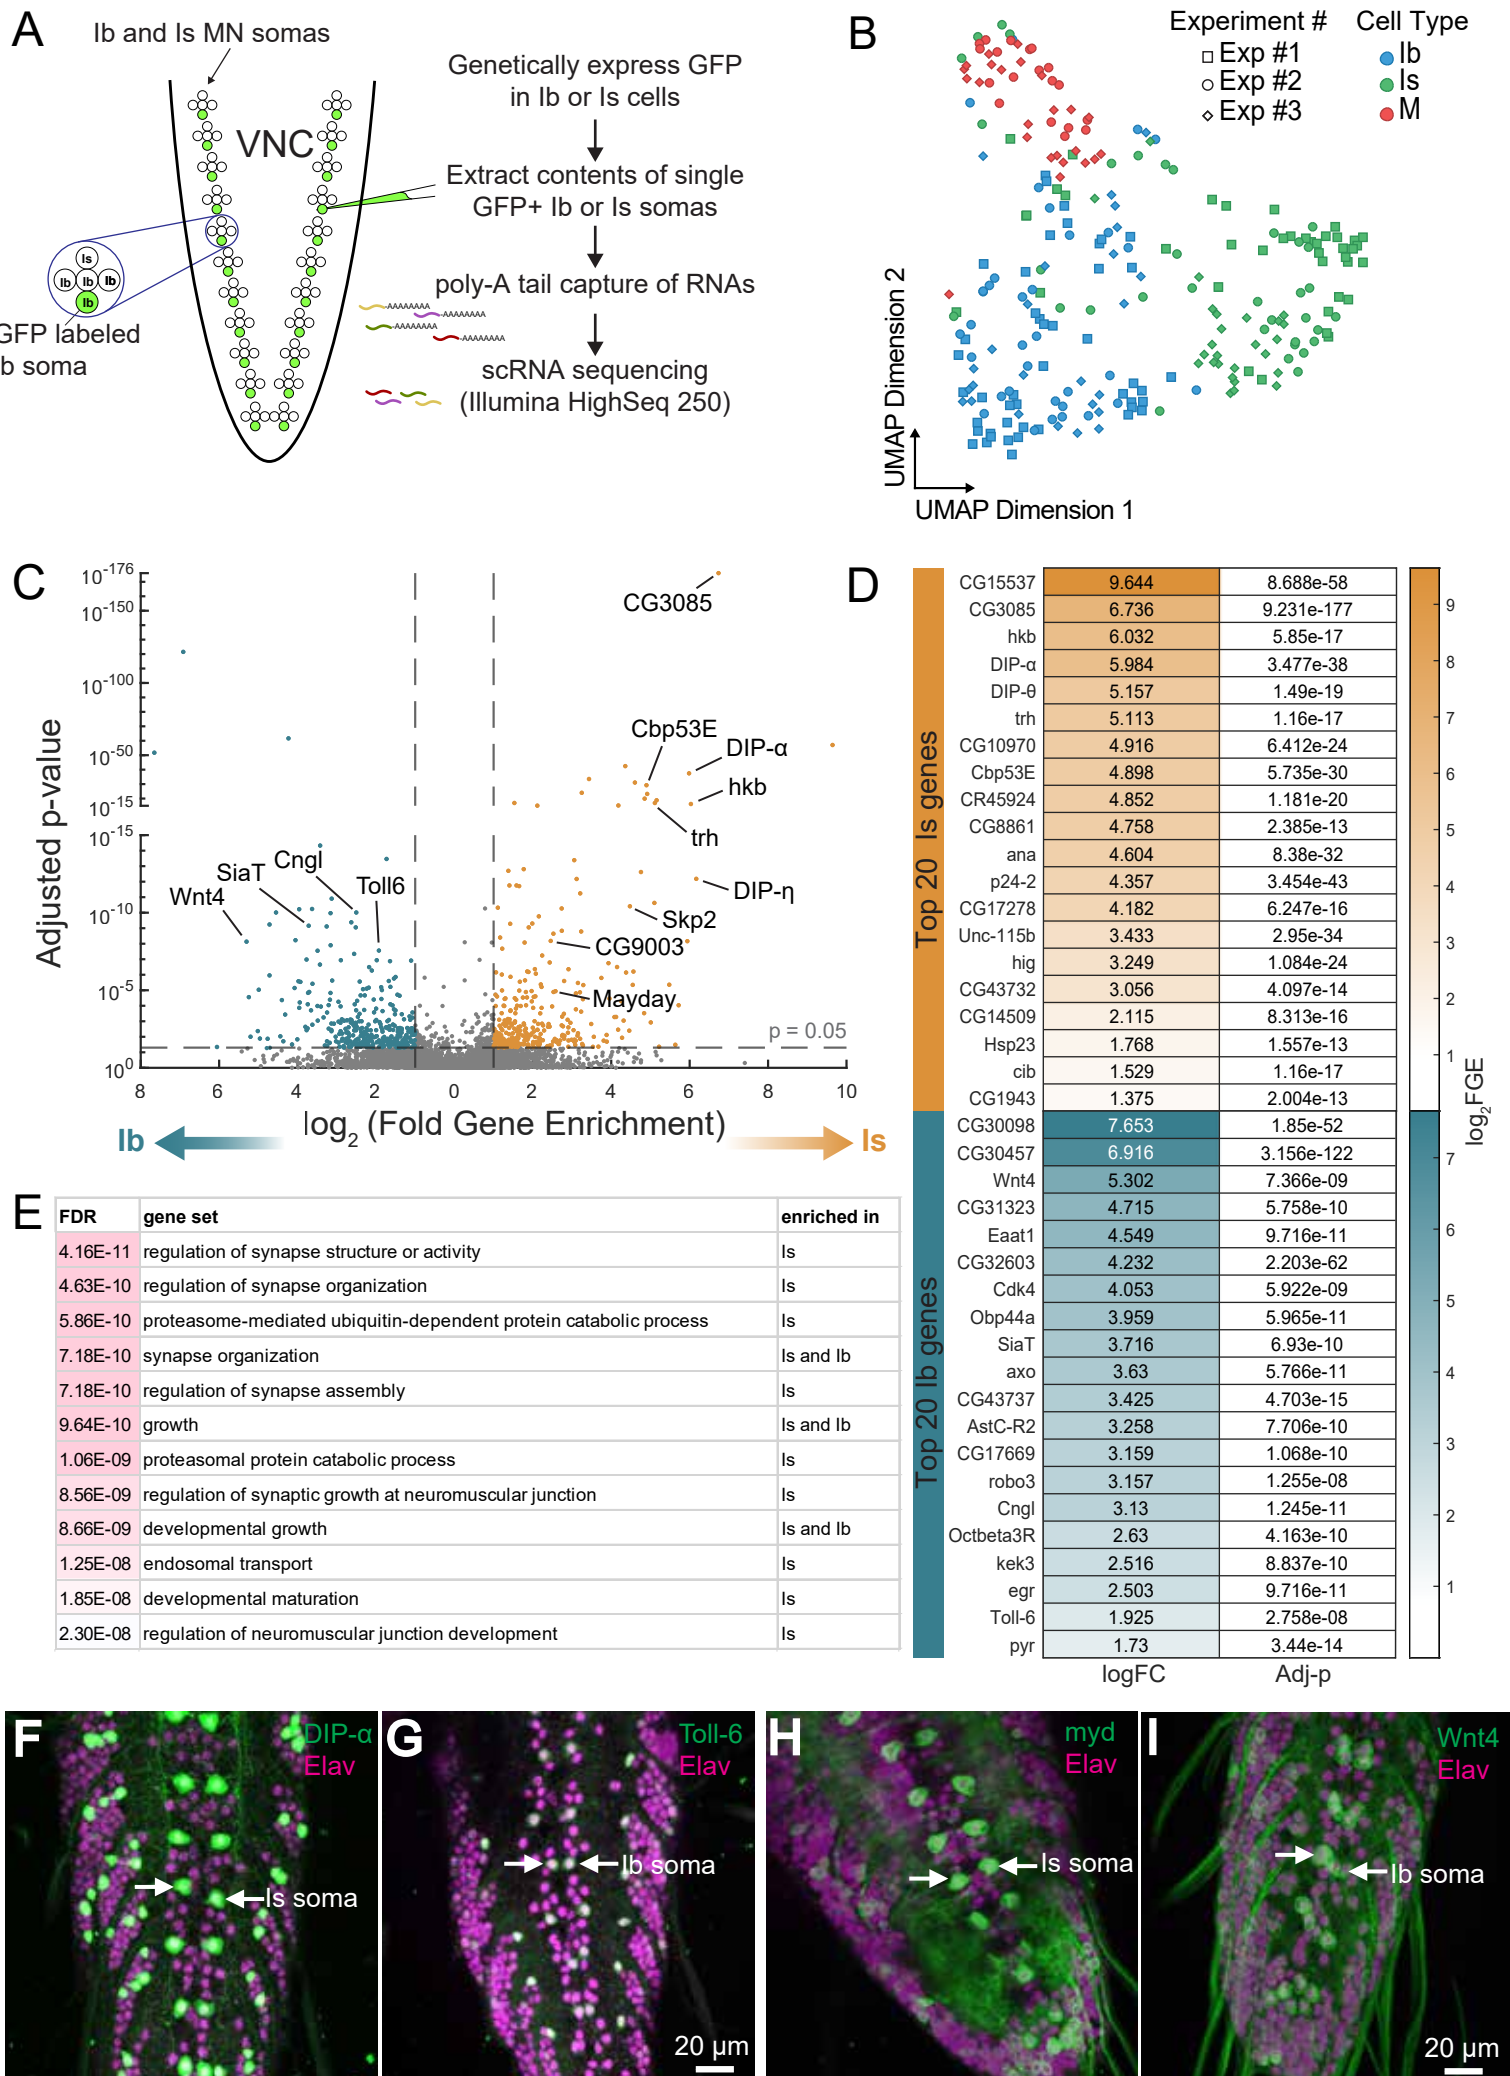 A
Ib and Is MN somas
VNC
Is
Ib
Ib
Ib
Ib
GFP labeled
b soma
Genetically express GFP
in Ib or Is cells
Extract contents of single
GFP+ Ib or Is somas
poly-A tail capture of RNAs
-AAAAAAAA
-AAAAAAAA
-AAAAAAAA
-AAAAAAAA
scRNA sequencing
(Illumina HighSeq 250)
B
Experiment #
Exp #1
Exp #2
Exp #3
Cell Type
Ib
Is
M
UMAP Dimension 2
UMAP Dimension 1
C
Adjusted p-value
10-176
10-150
10-100
10-50
10-15
10-15
10-10
10-5
100
CG3085
Cbp53E
DIP-α
hkb
trh
DIP-η
Skp2
CG9003
Mayday
Wnt4
SiaT
Cngl
Toll6
p = 0.05
8 6 4 2 0 2 4 6 8 10
log2 (Fold Gene Enrichment)
Ib
Is
D
Top 20 Is genes
CG15537 9.644 8.688e-58
CG3085 6.736 9.231e-177
hkb 6.032 5.85e-17
DIP-α 5.984 3.477e-38
DIP-θ 5.157 1.49e-19
trh 5.113 1.16e-17
CG10970 4.916 6.412e-24
Cbp53E 4.898 5.735e-30
CR45924 4.852 1.181e-20
CG8861 4.758 2.385e-13
ana 4.604 8.38e-32
p24-2 4.357 3.454e-43
CG17278 4.182 6.247e-16
Unc-115b 3.433 2.95e-34
hig 3.249 1.084e-24
CG43732 3.056 4.097e-14
CG14509 2.115 8.313e-16
Hsp23 1.768 1.557e-13
cib 1.529 1.16e-17
CG1943 1.375 2.004e-13
Top 20 Ib genes
CG30098 7.653 1.85e-52
CG30457 6.916 3.156e-122
Wnt4 5.302 7.366e-09
CG31323 4.715 5.758e-10
Eaat1 4.549 9.716e-11
CG32603 4.232 2.203e-62
Cdk4 4.053 5.922e-09
Obp44a 3.959 5.965e-11
SiaT 3.716 6.93e-10
axo 3.63 5.766e-11
CG43737 3.425 4.703e-15
AstC-R2 3.258 7.706e-10
CG17669 3.159 1.068e-10
robo3 3.157 1.255e-08
Cngl 3.13 1.245e-11
Octbeta3R 2.63 4.163e-10
kek3 2.516 8.837e-10
egr 2.503 9.716e-11
Toll-6 1.925 2.758e-08
pyr 1.73 3.44e-14
logFC Adj-p
9
8
7
6
5
4
3
2
1
log2FGE
7
6
5
4
3
2
1
E
FDR gene set enriched in
4.16E-11 regulation of synapse structure or activity Is
4.63E-10 regulation of synapse organization Is
5.86E-10 proteasome-mediated ubiquitin-dependent protein catabolic process Is
7.18E-10 synapse organization Is and Ib
7.18E-10 regulation of synapse assembly Is
9.64E-10 growth Is and Ib
1.06E-09 proteasomal protein catabolic process Is
8.56E-09 regulation of synaptic growth at neuromuscular junction Is
8.66E-09 developmental growth Is and Ib
1.25E-08 endosomal transport Is
1.85E-08 developmental maturation Is
2.30E-08 regulation of neuromuscular junction development Is
F
DIP-α
Elav
Is soma
G
Toll-6
Elav
Ib soma
20 µm
H
myd
Elav
Is soma
I
Wnt4
Elav
Ib soma
20 µm